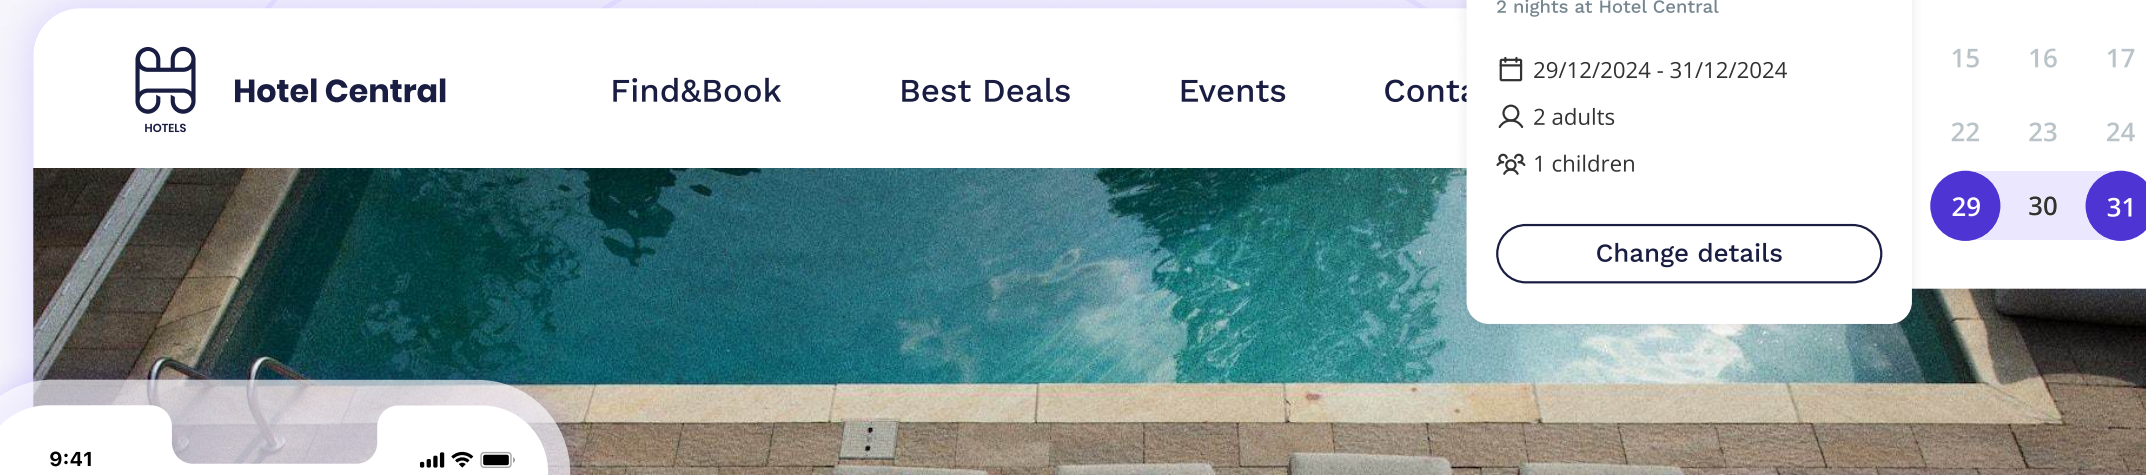 HOTELS
Hotel Central
Find&Book
Best Deals
Events
2 nights at Hotel Central
29/12/2024 - 31/12/2024
2 adults
1 children
Change details
15 16 17
22 23 24
29 30 31
9:41